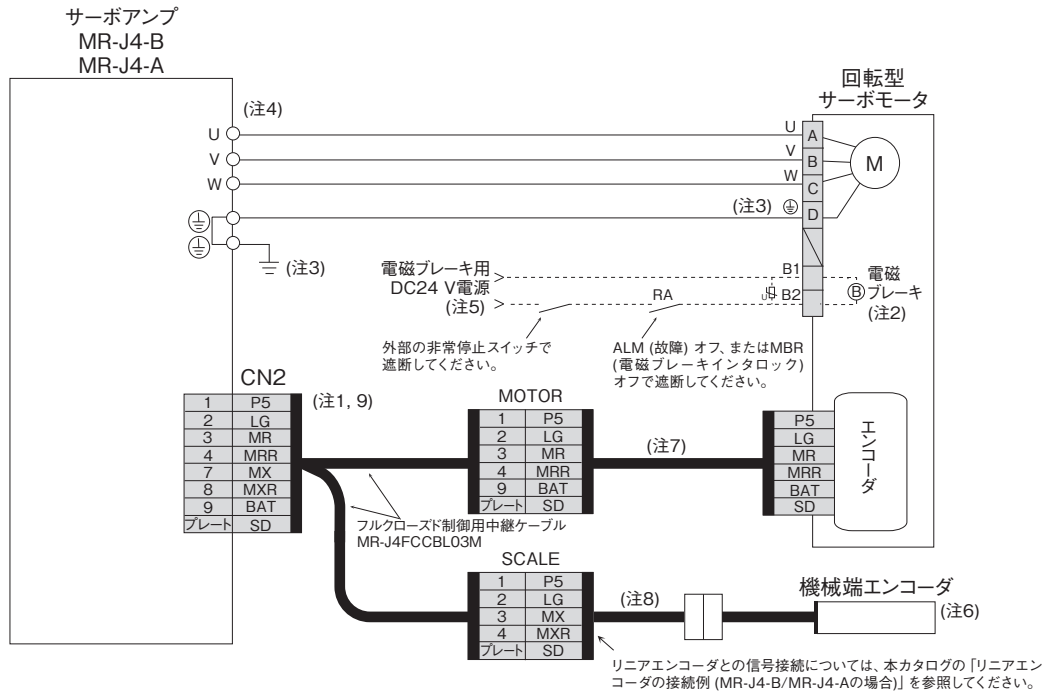 サーボアンプ
MR-J4-B
MR-J4-A
回転型
サーボモータ
(注4)
U
V
W
U
V
W
A
B
C
D
M
(注3)
(注3)
電磁ブレーキ用
DC24 V電源
(注5)
RA
B1
U B2
B
電磁
ブレーキ
(注2)
外部の非常停止スイッチで
遮断してください。
ALM (故障) オフ、またはMBR
(電磁ブレーキインタロック)
オフで遮断してください。
CN2
(注1, 9)
1 P5
2 LG
3 MR
4 MRR
7 MX
8 MXR
9 BAT
プレート SD
MOTOR
1 P5
2 LG
3 MR
4 MRR
9 BAT
プレート SD
(注7)
P5
LG
MR
MRR
BAT
SD
エンコーダ
フルクローズド制御用中継ケーブル
MR-J4FCCBL03M
SCALE
1 P5
2 LG
3 MX
4 MXR
プレート SD
(注8)
機械端エンコーダ
(注6)
リニアエンコーダとの信号接続については、本カタログの「リニアエン
コーダの接続例 (MR-J4-B/MR-J4-Aの場合)」を参照してください。